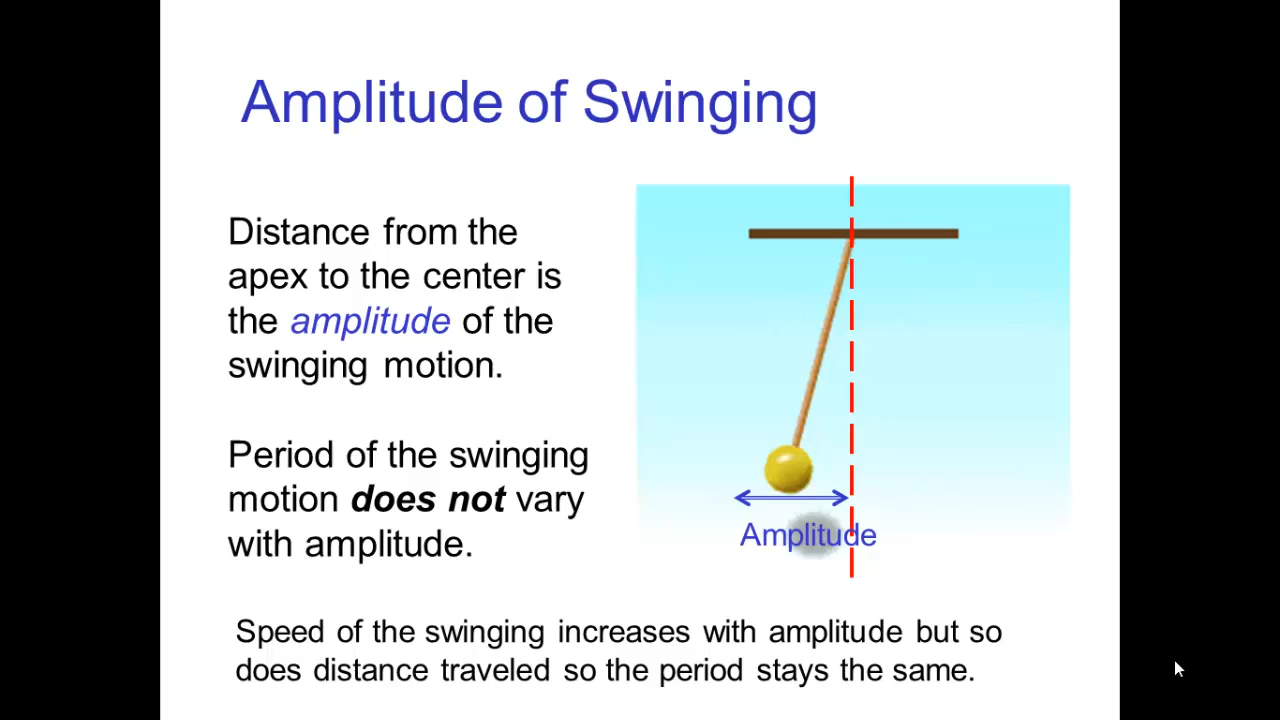 Amplitude of Swinging
Distance from the
apex to the center is
the amplitude of the
swinging motion.
Period of the swinging
motion does not vary
with amplitude.
Amplitude
Speed of the swinging increases with amplitude but so
does distance traveled so the period stays the same.